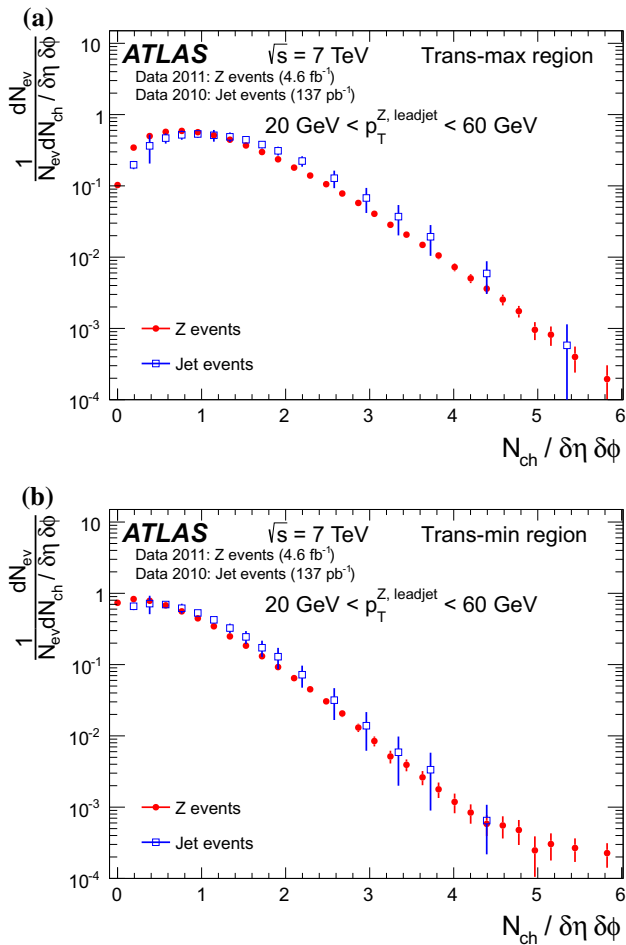 (a)
10
1
10⁻¹
10⁻²
10⁻³
10⁻⁴
1/N_ev dN_ev/dN_ch / δη δϕ
ATLAS √s = 7 TeV Trans-max region
Data 2011: Z events (4.6 fb⁻¹)
Data 2010: Jet events (137 pb⁻¹)
20 GeV < p_T^{Z, leadjet} < 60 GeV
Z events
Jet events
0 1 2 3 4 5 6
N_ch / δη δϕ
(b)
10
1
10⁻¹
10⁻²
10⁻³
10⁻⁴
1/N_ev dN_ev/dN_ch / δη δϕ
ATLAS √s = 7 TeV Trans-min region
Data 2011: Z events (4.6 fb⁻¹)
Data 2010: Jet events (137 pb⁻¹)
20 GeV < p_T^{Z, leadjet} < 60 GeV
Z events
Jet events
0 1 2 3 4 5 6
N_ch / δη δϕ